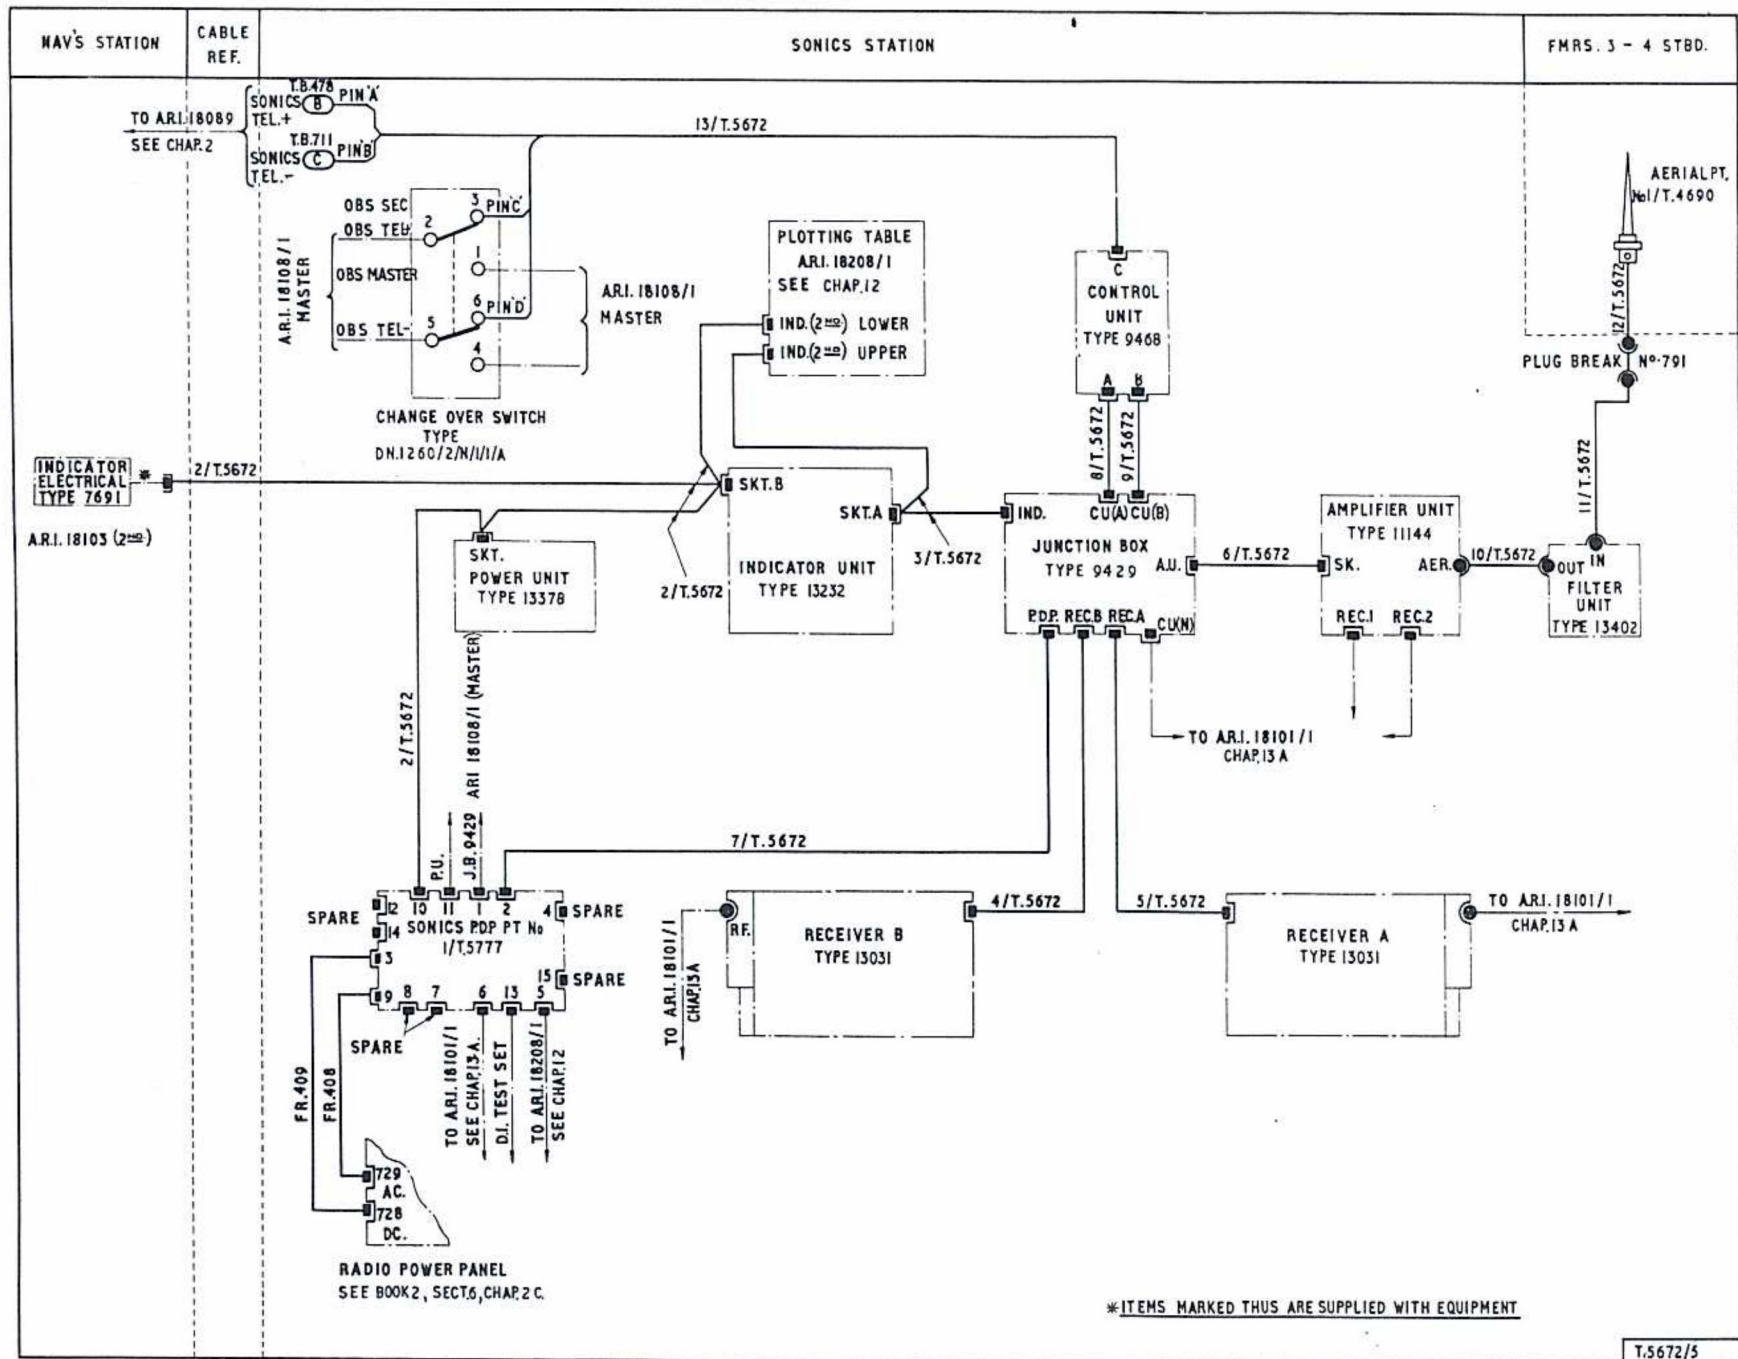 NAV'S STATION
CABLE
REF.
SONICS STATION
FMRS. 3 - 4 STBD.
TO A.R.I. 18089
SEE CHAP. 2
T.B.478
SONICS B PIN 'A'
TEL.+
T.B.711
SONICS C PIN 'B'
TEL.-
13/T.5672
OBS SEC
OBS TEL+
OBS MASTER
OBS TEL-
A.R.I. 18108/1
MASTER
2
3 PIN 'C'
1
6 PIN 'D'
5
4
A.R.I. 18108/1
MASTER
CHANGE OVER SWITCH
TYPE
DN.1260/2/N/1/1/A
PLOTTING TABLE
A.R.I. 18208/1
SEE CHAP. 12
IND.(2ND) LOWER
IND.(2ND) UPPER
C
CONTROL
UNIT
TYPE 9468
A B
8/T.5672
9/T.5672
AERIAL PT.
No1/T.4690
12/T.5672
PLUG BREAK No.791
11/T.5672
INDICATOR
ELECTRICAL
TYPE 7691
*
2/T.5672
A.R.I. 18103 (2ND)
SKT.
POWER UNIT
TYPE 13378
SKT.B
SKT.A
INDICATOR UNIT
TYPE 13232
2/T.5672
3/T.5672
IND. CU(A) CU(B)
JUNCTION BOX
TYPE 9429
A.U.
P.D.P. REC.B REC.A
CU(N)
6/T.5672
AMPLIFIER UNIT
TYPE 11144
SK. AER.
REC.1 REC.2
10/T.5672
OUT IN
FILTER
UNIT
TYPE 13402
TO A.R.I. 18101/1
CHAP. 13 A
2/T.5672
P.U.
J.B. 9429 ARI 18108/1 (MASTER)
7/T.5672
SPARE
12 10 11 1 2 4 SPARE
14 SONICS P.D.P PT No
1/T.5777
3
15 SPARE
9 8 7 6 13 5
SPARE
FR.409
FR.408
TO A.R.I. 18101/1
SEE CHAP. 13 A.
D.I. TEST SET
TO A.R.I. 18208/1
SEE CHAP. 12
TO A.R.I. 18101/1
CHAP. 13A
RF.
RECEIVER B
TYPE 13031
4/T.5672
5/T.5672
RECEIVER A
TYPE 13031
TO A.R.I. 18101/1
CHAP. 13 A
729
AC.
728
DC.
RADIO POWER PANEL
SEE BOOK 2, SECT.6, CHAP. 2 C.
*ITEMS MARKED THUS ARE SUPPLIED WITH EQUIPMENT
T.5672/5